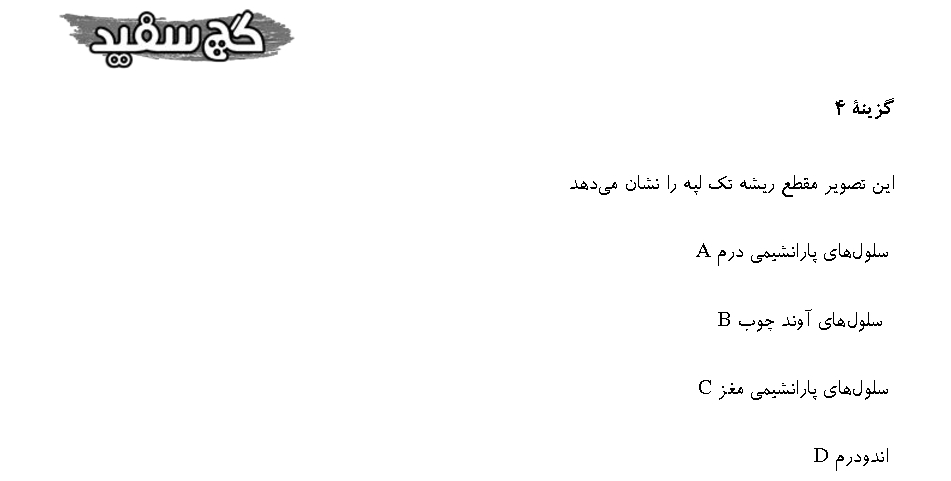 گچ سفید
گزینهٔ ۴
این تصویر مقطع ریشه تک لپه را نشان می‌دهد
سلول‌های پارانشیمی درم A
سلول‌های آوند چوب B
سلول‌های پارانشیمی مغز C
اندودرم D